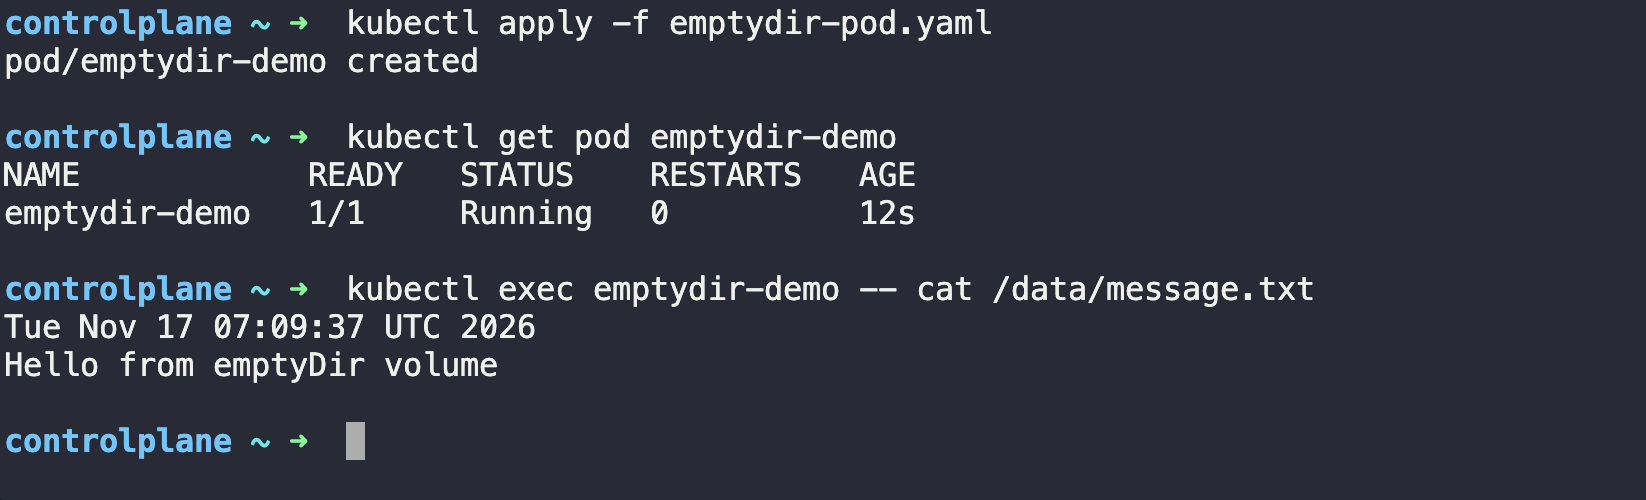 controlplane ~ ➜  kubectl apply -f emptydir-pod.yaml
pod/emptydir-demo created
controlplane ~ ➜  kubectl get pod emptydir-demo
NAME            READY   STATUS    RESTARTS   AGE
emptydir-demo   1/1     Running   0          12s
controlplane ~ ➜  kubectl exec emptydir-demo -- cat /data/message.txt
Tue Nov 17 07:09:37 UTC 2026
Hello from emptyDir volume
controlplane ~ ➜